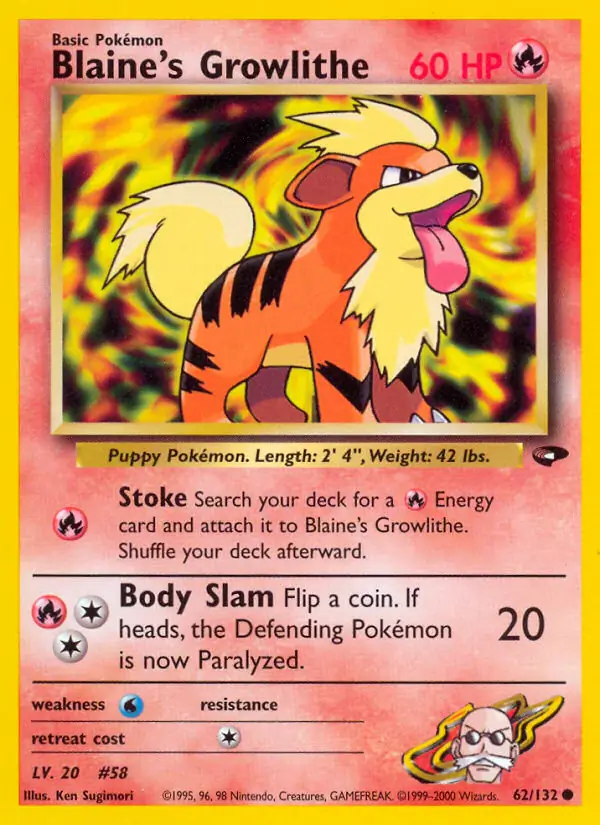 Basic Pokémon
Blaine's Growlithe 60 HP
Puppy Pokémon. Length: 2' 4", Weight: 42 lbs.
Stoke Search your deck for a Energy
card and attach it to Blaine's Growlithe.
Shuffle your deck afterward.
Body Slam Flip a coin. If
heads, the Defending Pokémon
is now Paralyzed.
20
weakness resistance
retreat cost
LV. 20 #58
Illus. Ken Sugimori ©1995, 96, 98 Nintendo, Creatures, GAMEFREAK. ©1999-2000 Wizards. 62/132